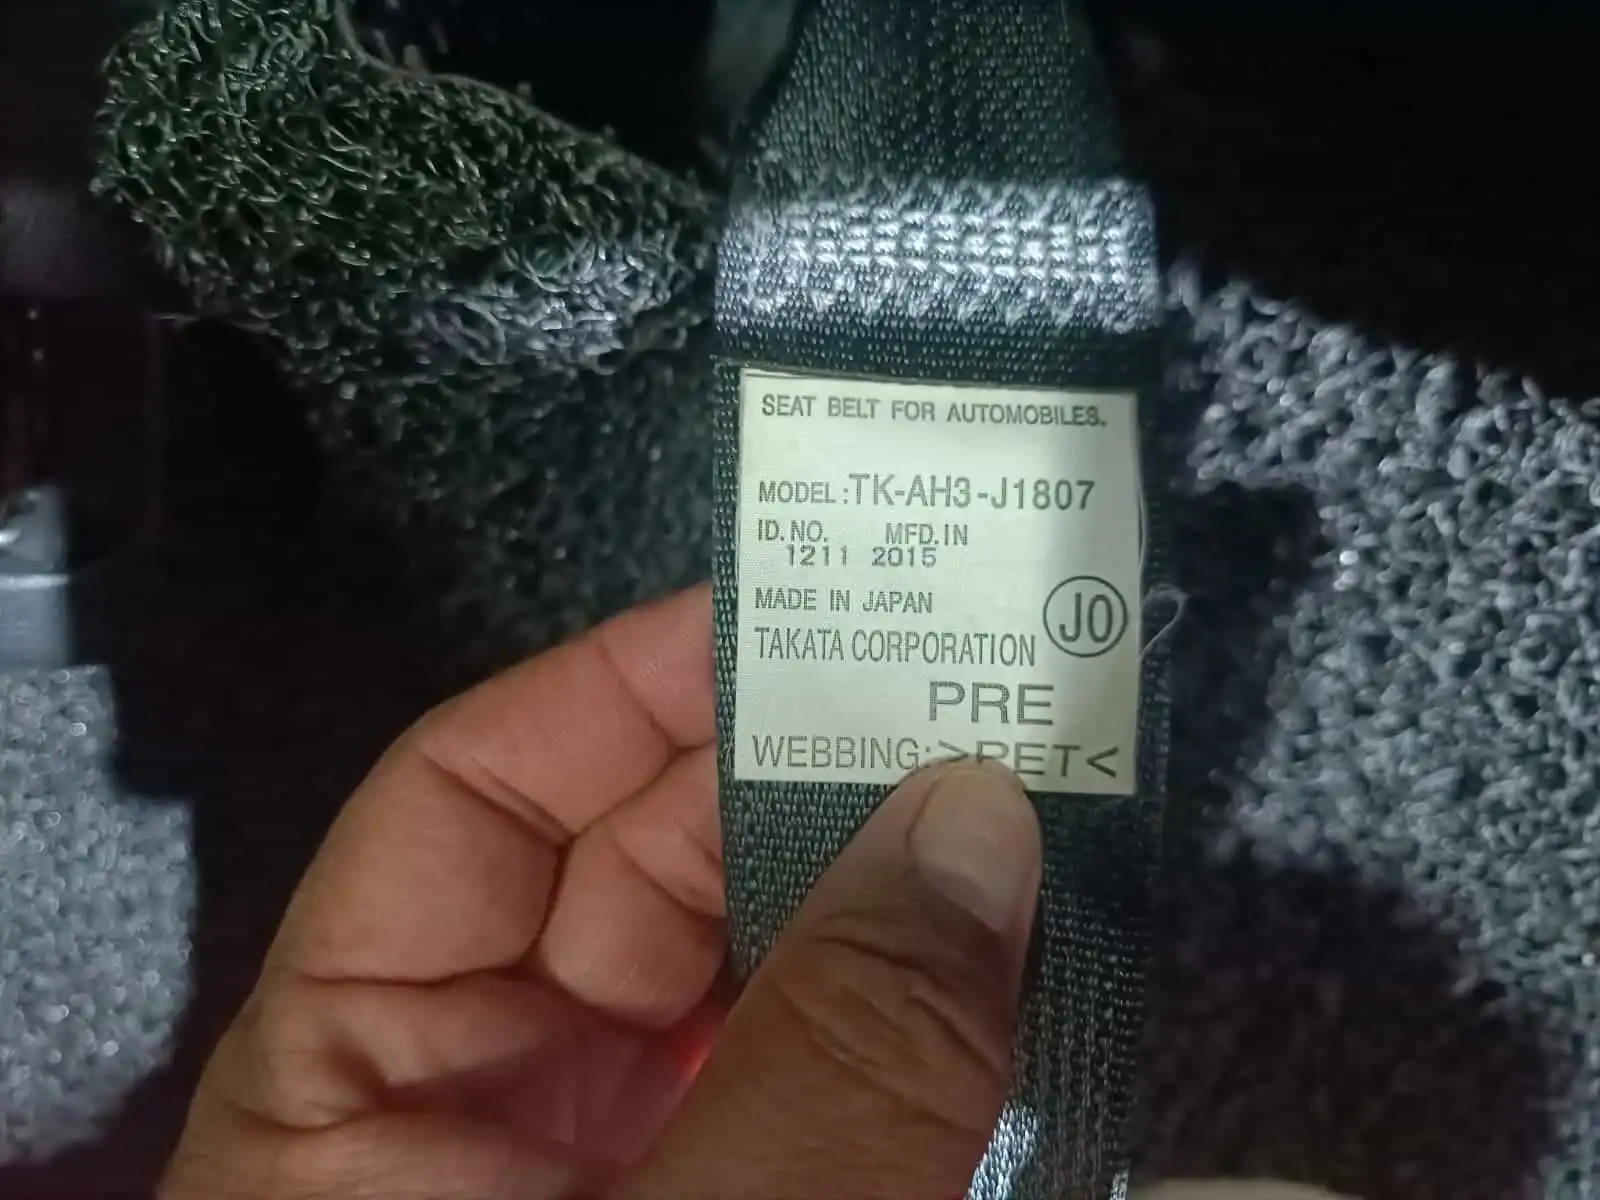 SEAT BELT FOR AUTOMOBILES.
MODEL:TK-AH3-J1807
ID.NO. MFD.IN
1211 2015
MADE IN JAPAN
JO
TAKATA CORPORATION
PRE
WEBBING:>PET<